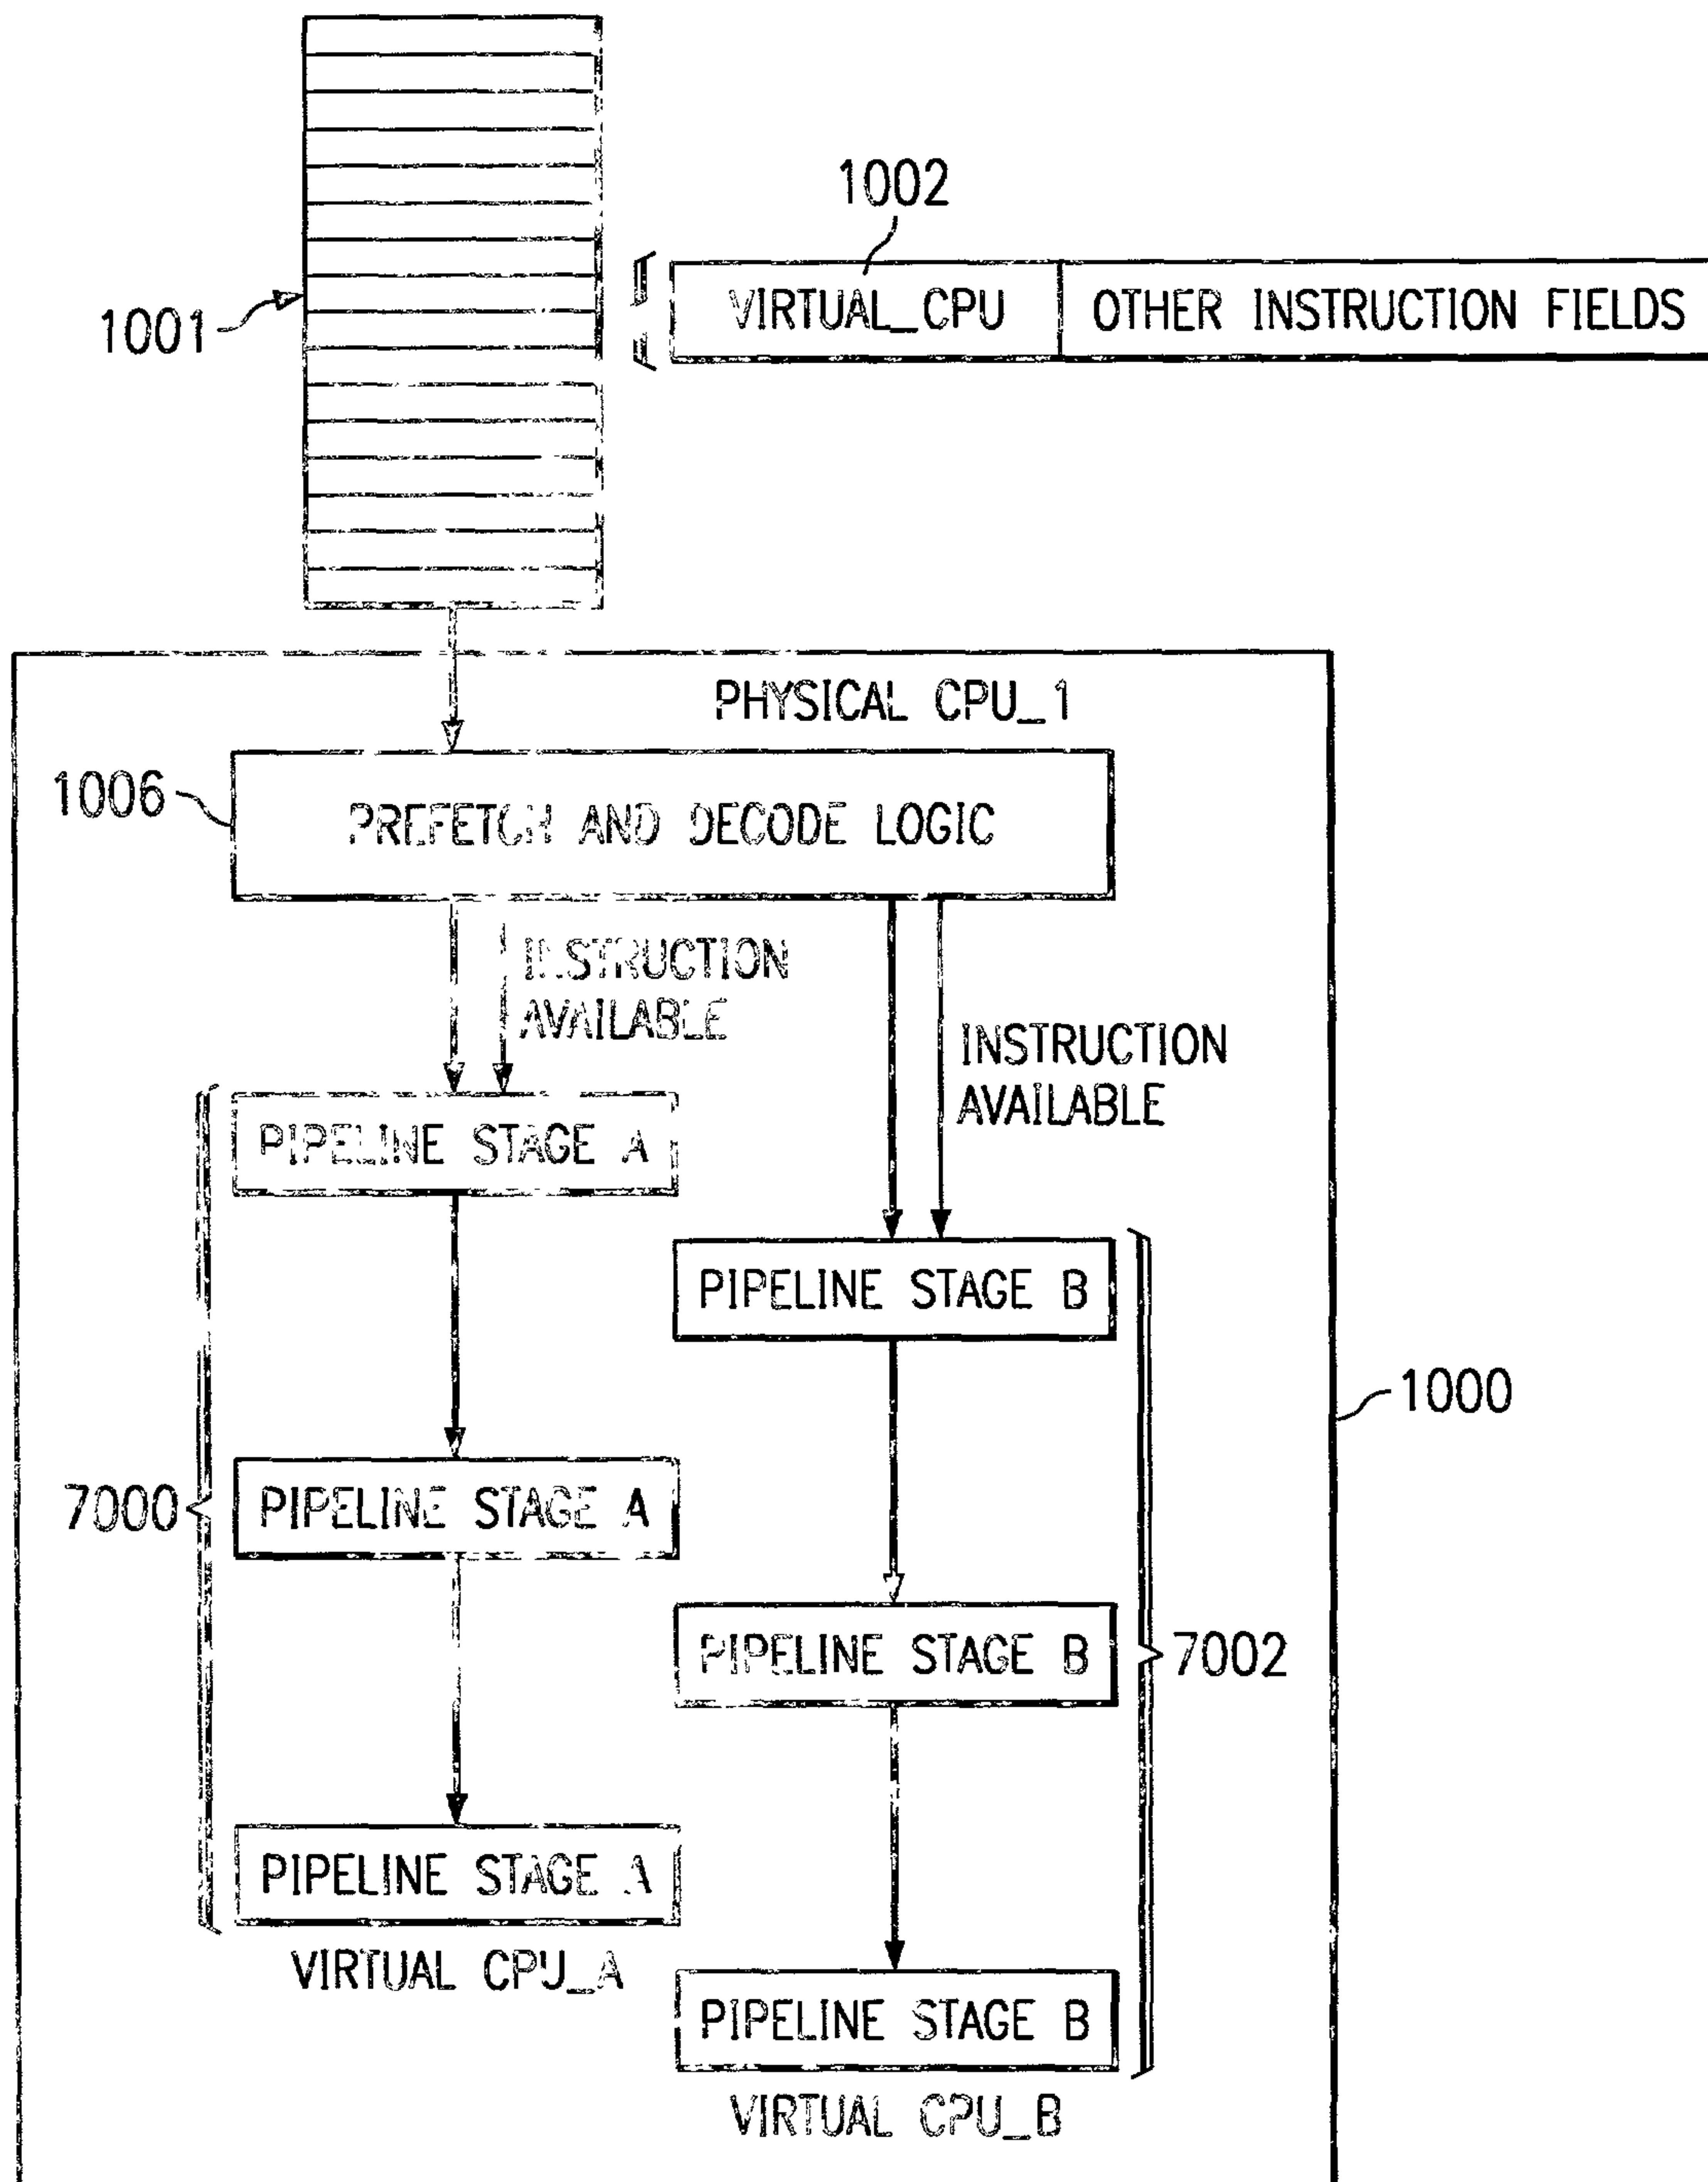 1002
VIRTUAL_CPU OTHER INSTRUCTION FIELDS
1001
PHYSICAL CPU_1
1006
PREFETCH AND DECODE LOGIC
INSTRUCTION
AVAILABLE
INSTRUCTION
AVAILABLE
PIPELINE STAGE A
PIPELINE STAGE B
1000
7000
PIPELINE STAGE A
PIPELINE STAGE B
7002
PIPELINE STAGE A
VIRTUAL CPU_A
PIPELINE STAGE B
VIRTUAL CPU_B